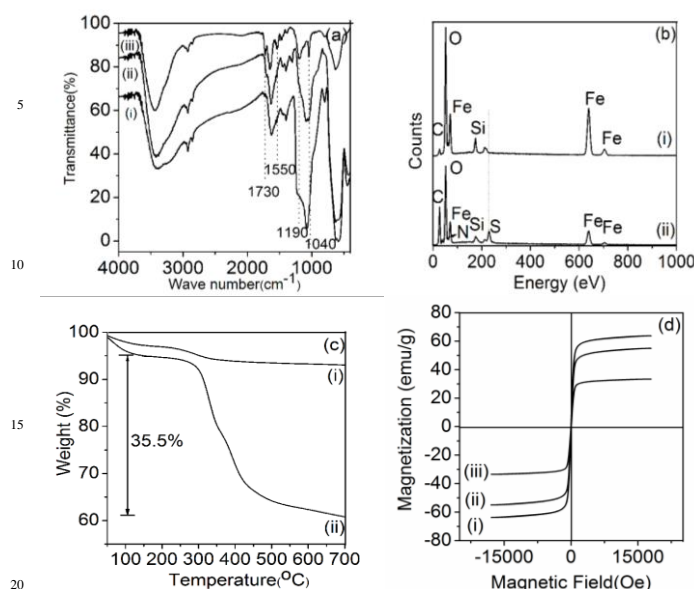 5
10
15
20
100
80
60
40
20
0
(a)
(iii)
(ii)
(i)
1550
1730
1190
1040
Transmittance(%)
4000
3000
2000
1000
Wave number(cm-1)
(b)
O
Fe
C
Si
Fe
Fe
(i)
O
C
Fe
N
Si
S
Fe
Fe
(ii)
Counts
0
200
400
600
800
1000
Energy (eV)
100
90
80
70
60
(c)
(i)
35.5%
(ii)
Weight (%)
100
200
300
400
500
600
700
Temperature(oC)
80
60
40
20
0
-20
-40
-60
-80
(d)
(iii)
(ii)
(i)
Magnetization (emu/g)
-15000
0
15000
Magnetic Field(Oe)